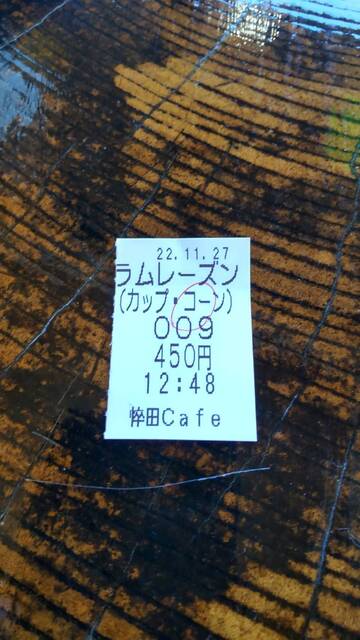 22.11.27
ラムレーズン
(カップ・コーン)
009
450円
12:48
悴田Cafe